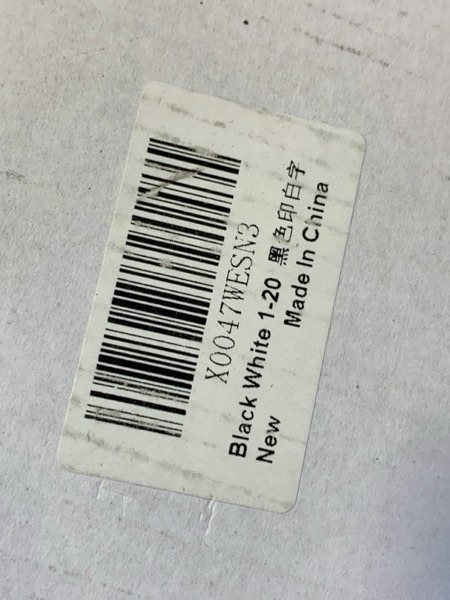 X0047WESN3
Black White 1-20 黑色印白字
New
Made In China